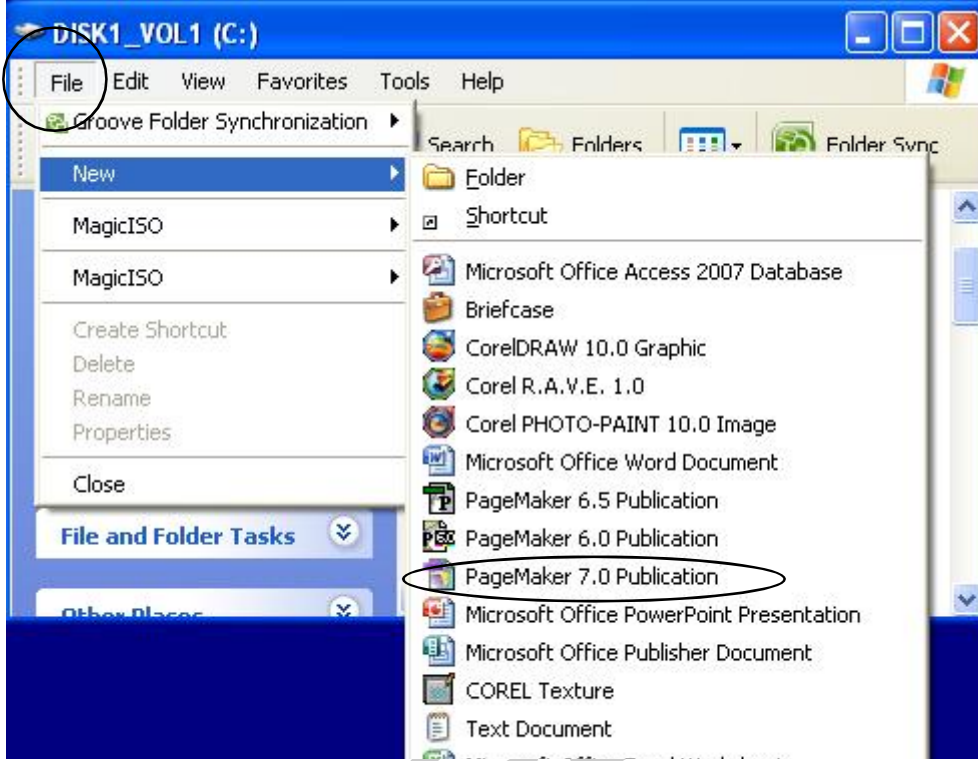 DISK1_VOL1 (C:)
File Edit View Favorites Tools Help
Groove Folder Synchronization
Search Folders Folder Sync
New
MagicISO
MagicISO
Create Shortcut
Delete
Rename
Properties
Close
File and Folder Tasks
Other Places
Folder
Shortcut
Microsoft Office Access 2007 Database
Briefcase
CorelDRAW 10.0 Graphic
Corel R.A.V.E. 1.0
Corel PHOTO-PAINT 10.0 Image
Microsoft Office Word Document
PageMaker 6.5 Publication
PageMaker 6.0 Publication
PageMaker 7.0 Publication
Microsoft Office PowerPoint Presentation
Microsoft Office Publisher Document
COREL Texture
Text Document